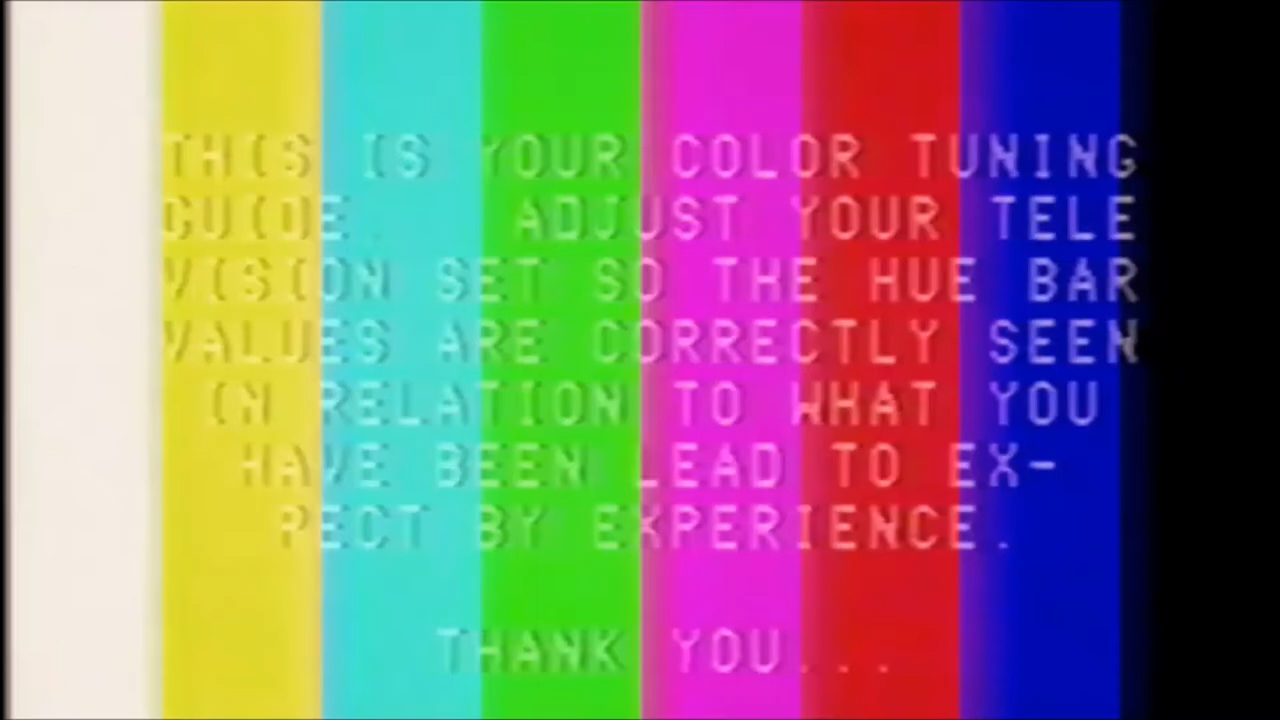 THIS IS YOUR COLOR TUNING
GUIDE. ADJUST YOUR TELE
VISION SET SO THE HUE BAR
VALUES ARE CORRECTLY SEEN
IN RELATION TO WHAT YOU
HAVE BEEN LEAD TO EX-
PECT BY EXPERIENCE.
THANK YOU...